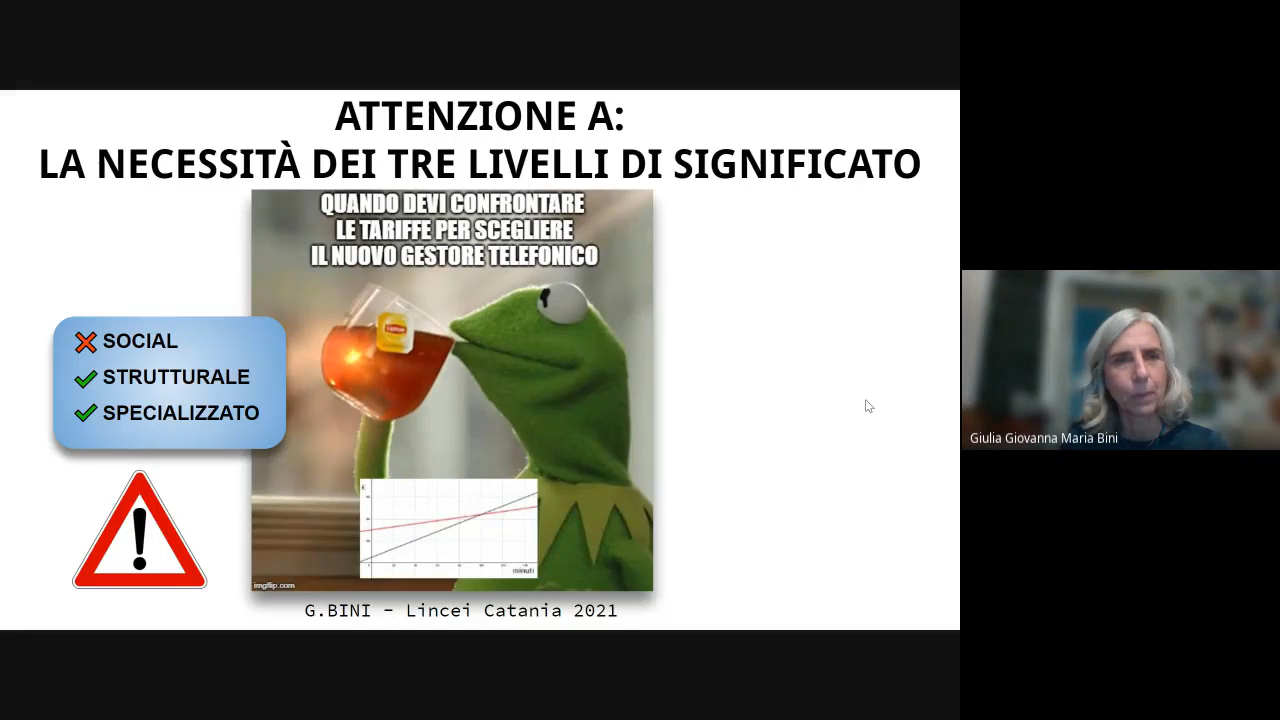 ATTENZIONE A:
LA NECESSITÀ DEI TRE LIVELLI DI SIGNIFICATO
QUANDO DEVI CONFRONTARE
LE TARIFFE PER SCEGLIERE
IL NUOVO GESTORE TELEFONICO
SOCIAL
STRUTTURALE
SPECIALIZZATO
minuti
imgflip.com
G.BINI - Lincei Catania 2021
Giulia Giovanna Maria Bini